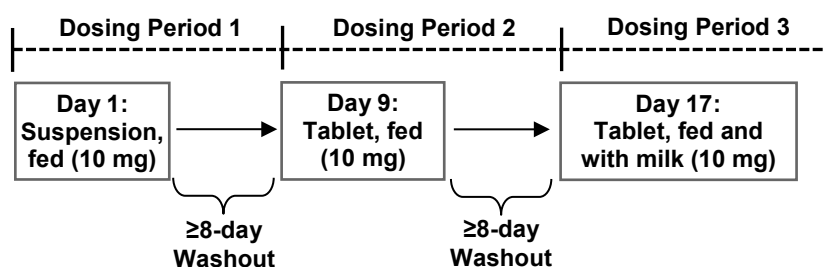 Dosing Period 1
Dosing Period 2
Dosing Period 3
Day 1:
Suspension,
fed (10 mg)
Day 9:
Tablet, fed
(10 mg)
Day 17:
Tablet, fed and
with milk (10 mg)
≥8-day
Washout
≥8-day
Washout